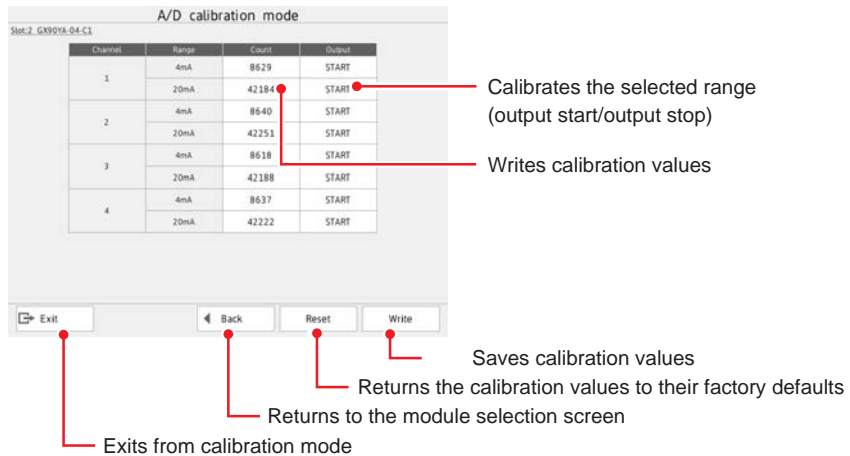 A/D calibration mode
Slot:2 GX90YA-04-C1
Channel Range Count Output
1 4mA 8629 START
20mA 42184 START
2 4mA 8640 START
20mA 42251 START
3 4mA 8618 START
20mA 42188 START
4 4mA 8637 START
20mA 42222 START
Calibrates the selected range
(output start/output stop)
Writes calibration values
Exit Back Reset Write
Saves calibration values
Returns the calibration values to their factory defaults
Returns to the module selection screen
Exits from calibration mode